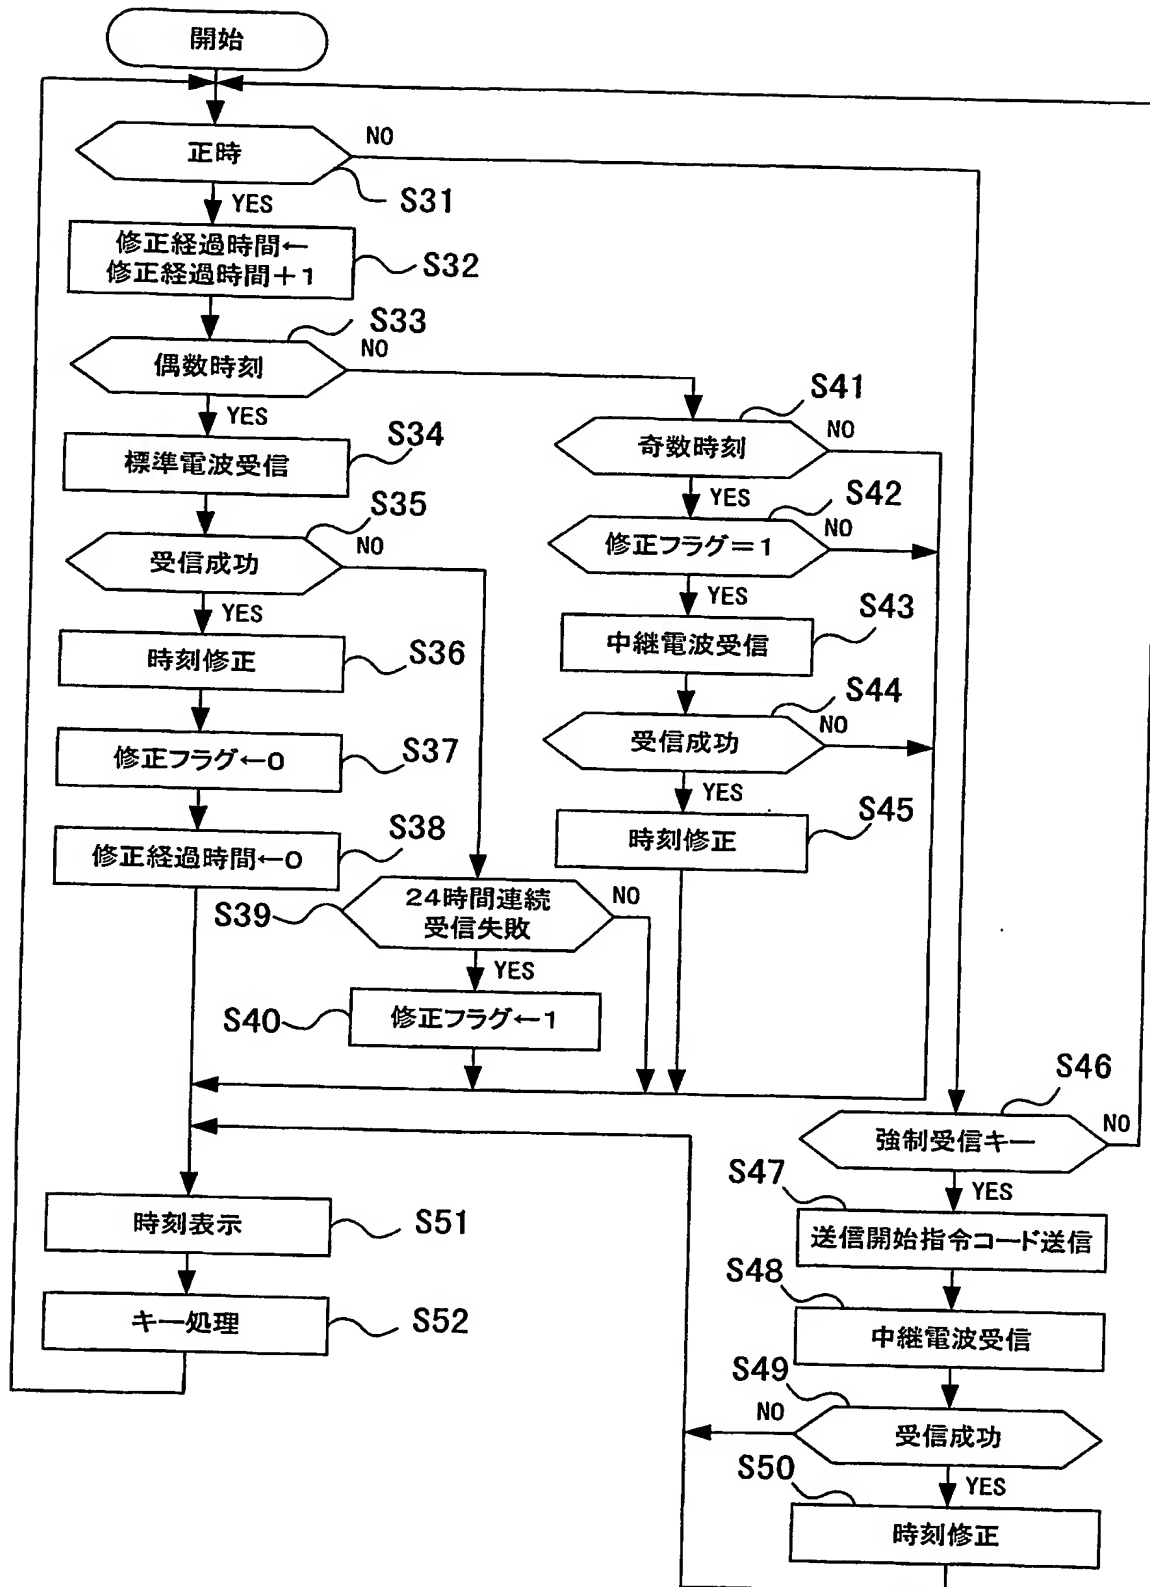 開始
正時
NO
S31
YES
修正経過時間←
修正経過時間+1
S32
S33
偶数時刻
NO
YES
標準電波受信
S34
S35
受信成功
NO
YES
時刻修正
S36
修正フラグ←0
S37
修正経過時間←0
S38
S39
24時間連続
受信失敗
NO
YES
S40
修正フラグ←1
S41
奇数時刻
NO
YES
S42
修正フラグ=1
NO
YES
S43
中継電波受信
S44
受信成功
NO
YES
S45
時刻修正
S46
強制受信キー
NO
YES
S47
送信開始指令コード送信
S48
中継電波受信
S49
NO
受信成功
YES
S50
時刻修正
時刻表示
S51
キー処理
S52